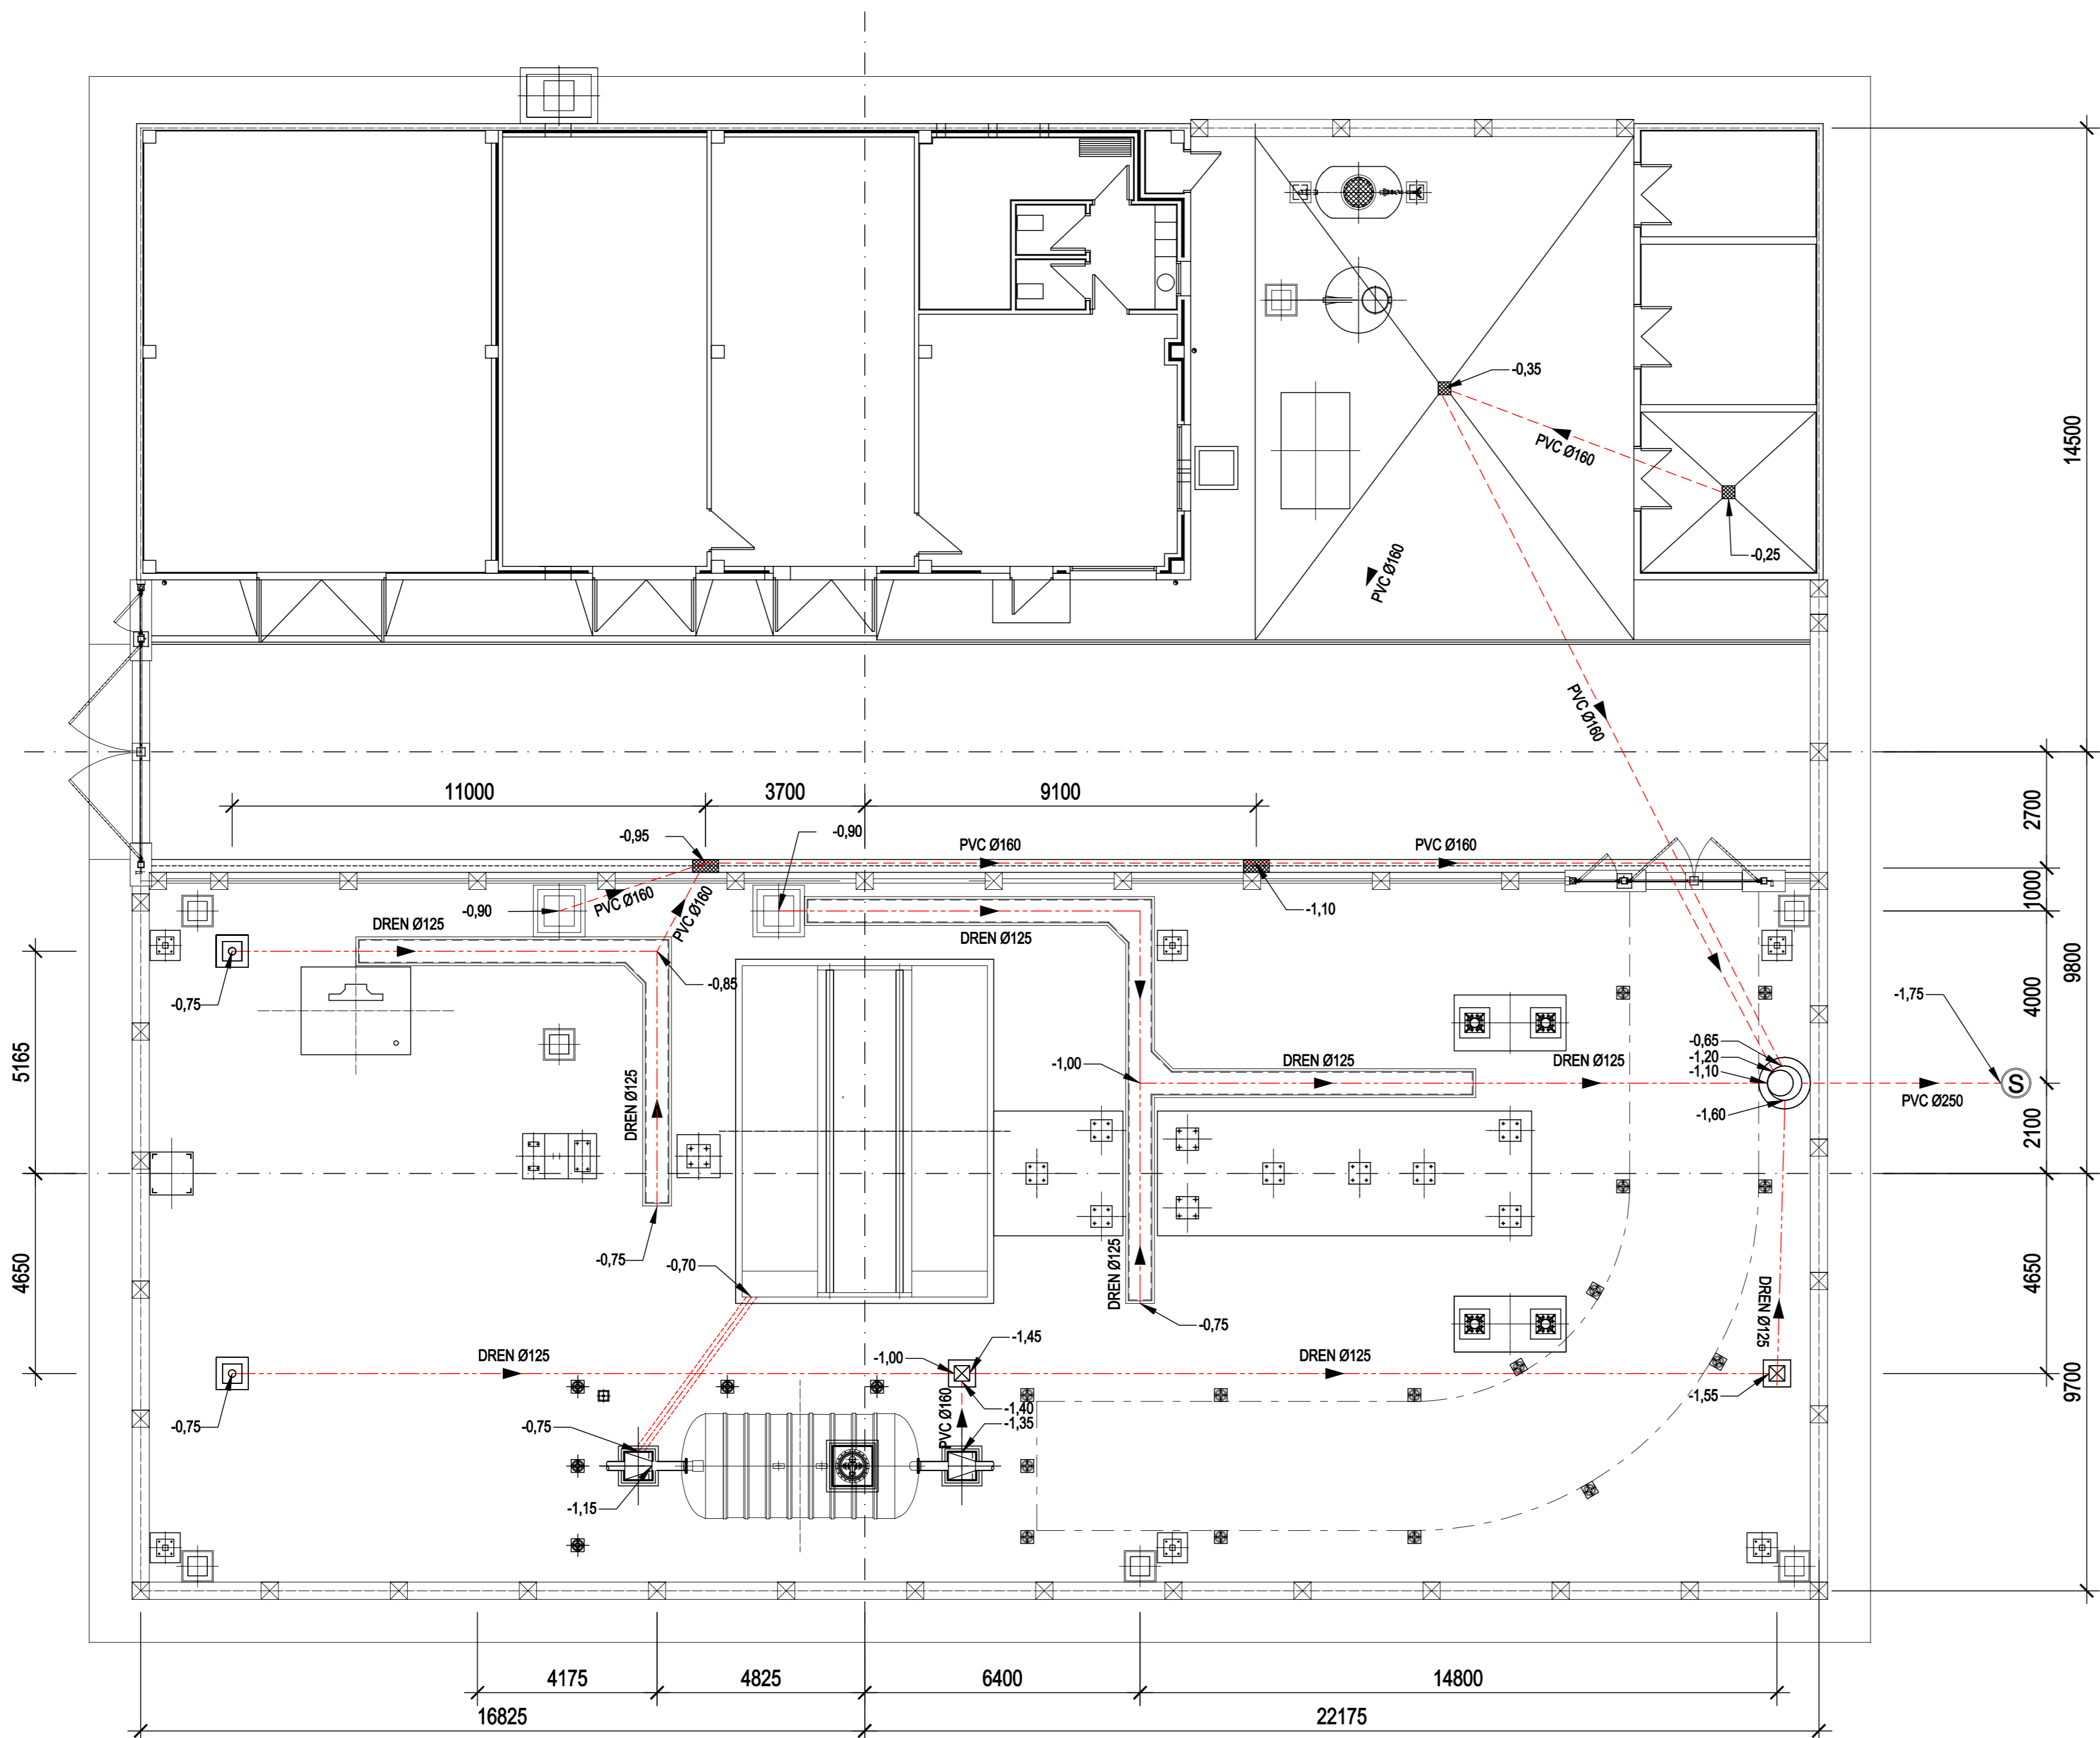 -0,35
PVC Ø160
-0,25
14500
PVC Ø160
PVC Ø160
11000
3700
9100
2700
-0,95
-0,90
PVC Ø160
PVC Ø160
-0,90
PVC Ø160
PVC Ø160
-1,10
1000
DREN Ø125
DREN Ø125
9800
-0,75
-0,85
-1,75
4000
5165
-1,00
DREN Ø125
DREN Ø125
-0,65
-1,20
-1,10
S
DREN Ø125
PVC Ø250
-1,60
2100
-0,75
-0,70
DREN Ø125
-0,75
DREN Ø125
4650
4650
DREN Ø125
-1,00
-1,45
DREN Ø125
-0,75
-0,75
PVC Ø160
-1,40
-1,35
-1,55
9700
-1,15
4175
4825
6400
14800
16825
22175